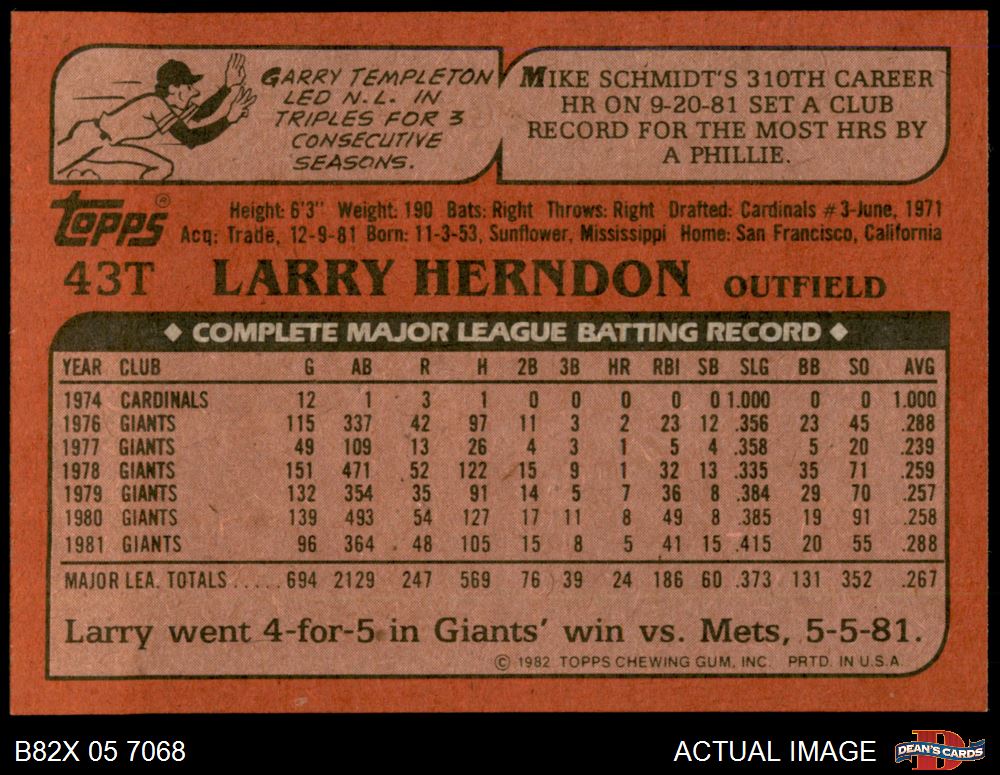 GARRY TEMPLETON
LED N.L. IN
TRIPLES FOR 3
CONSECUTIVE
SEASONS.
MIKE SCHMIDT'S 310TH CAREER
HR ON 9-20-81 SET A CLUB
RECORD FOR THE MOST HRS BY
A PHILLIE.
Topps®
Height: 6'3" Weight: 190 Bats: Right Throws: Right Drafted: Cardinals #3-June, 1971
Acq: Trade, 12-9-81 Born: 11-3-53, Sunflower, Mississippi Home: San Francisco, California
43T LARRY HERNDON OUTFIELD
◆ COMPLETE MAJOR LEAGUE BATTING RECORD ◆
YEAR CLUB G AB R H 2B 3B HR RBI SB SLG BB SO AVG
1974 CARDINALS 12 1 3 1 0 0 0 0 0 1.000 0 0 1.000
1976 GIANTS 115 337 42 97 11 3 2 23 12 .356 23 45 .288
1977 GIANTS 49 109 13 26 4 3 1 5 4 .358 5 20 .239
1978 GIANTS 151 471 52 122 15 9 1 32 13 .335 35 71 .259
1979 GIANTS 132 354 35 91 14 5 7 36 8 .384 29 70 .257
1980 GIANTS 139 493 54 127 17 11 8 49 8 .385 19 91 .258
1981 GIANTS 96 364 48 105 15 8 5 41 15 .415 20 55 .288
MAJOR LEA. TOTALS..... 694 2129 247 569 76 39 24 186 60 .373 131 352 .267
Larry went 4-for-5 in Giants' win vs. Mets, 5-5-81.
© 1982 TOPPS CHEWING GUM, INC. PRTD. IN U.S.A.
B82X 05 7068 ACTUAL IMAGE
D
DEAN'S CARDS